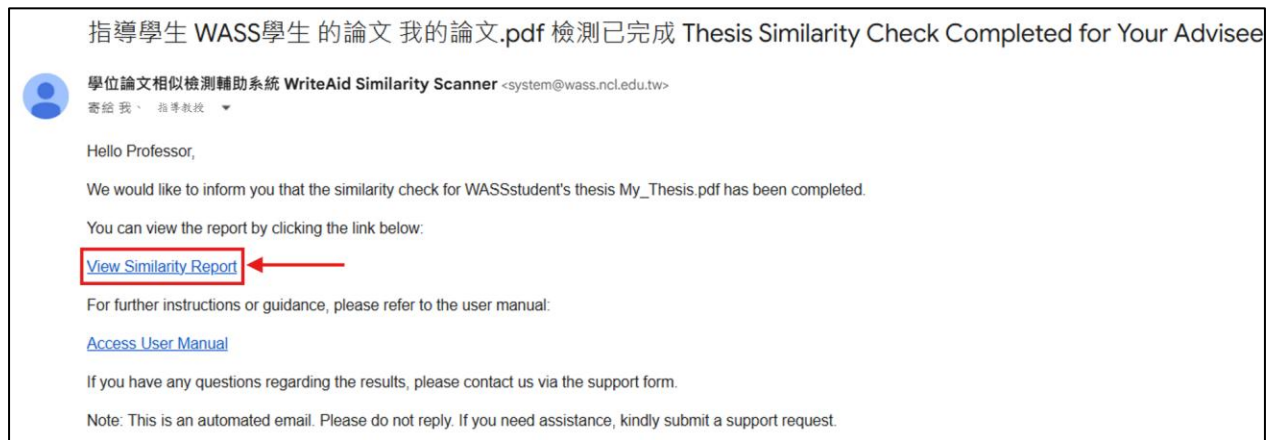 指導學生 WASS學生 的論文 我的論文.pdf 檢測已完成 Thesis Similarity Check Completed for Your Advisee
學位論文相似檢測輔助系統 WriteAid Similarity Scanner <system@wass.ncl.edu.tw>
寄給 我、 指導教授
Hello Professor,
We would like to inform you that the similarity check for WASSstudent's thesis My_Thesis.pdf has been completed.
You can view the report by clicking the link below:
View Similarity Report
For further instructions or guidance, please refer to the user manual:
Access User Manual
If you have any questions regarding the results, please contact us via the support form.
Note: This is an automated email. Please do not reply. If you need assistance, kindly submit a support request.